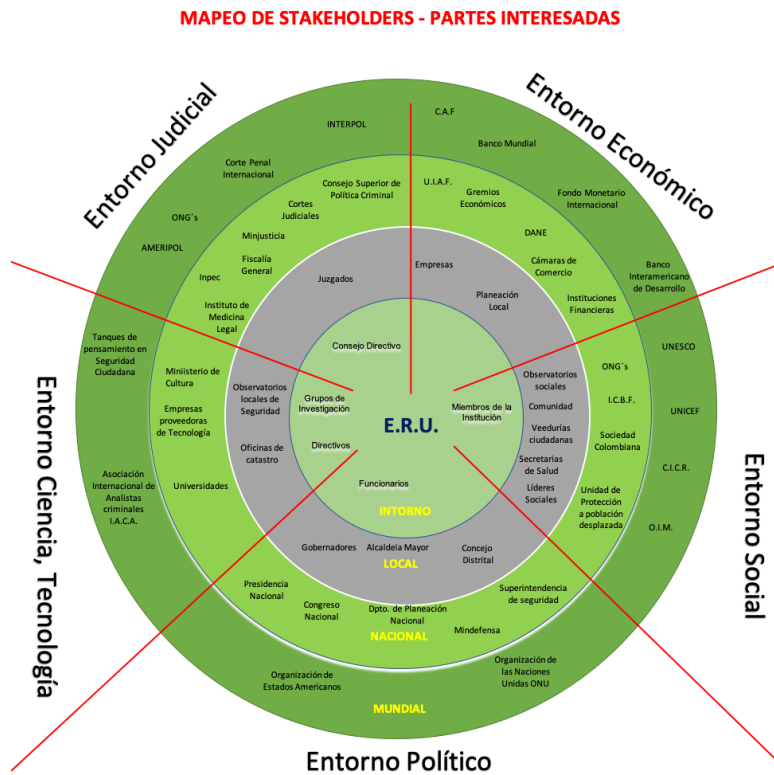 MAPEO DE STAKEHOLDERS - PARTES INTERESADAS
Entorno Judicial
Entorno Económico
INTERPOL
C.A.F
Banco Mundial
Corte Penal
Internacional
Fondo Monetario
Internacional
ONG´s
AMERIPOL
Banco
Interamericano
de Desarrollo
Consejo Superior de
Política Criminal
U.I.A.F.
Gremios
Económicos
Cortes
Judiciales
Minjusticia
DANE
Fiscalía
General
Cámaras de
Comercio
Inpec
Instituto de
Medicina
Legal
Instituciones
Financieras
Juzgados
Empresas
Planeación
Local
Consejo Directivo
Tanques de
pensamiento en
Seguridad
Ciudadana
UNESCO
Miniisterio de
Cultura
Observatorios
locales de
Seguridad
Grupos de
Investigación
Observatorios
sociales
ONG´s
Empresas
proveedoras
de Tecnología
E.R.U.
Miembros de la
Institución
Comunidad
I.C.B.F.
UNICEF
Veedurías
ciudadanas
Sociedad
Colombiana
Oficinas de
catastro
Directivos
Secretarias
de Salud
C.I.C.R.
Entorno Ciencia, Tecnología
Asociación
Internacional de
Analistas
criminales
I.A.C.A.
Universidades
Funcionarios
Líderes
Sociales
Unidad de
Protección
a población
desplazada
O.I.M.
Entorno Social
INTORNO
Gobernadores
Alcaldeia Mayor
Concejo
Distrital
LOCAL
Presidencia
Nacional
Congreso
Nacional
Dpto. de Planeación
Nacional
Superintendencia
de seguridad
Mindefensa
NACIONAL
Organización de
Estados Americanos
Organización de
las Naciones
Unidas ONU
MUNDIAL
Entorno Político